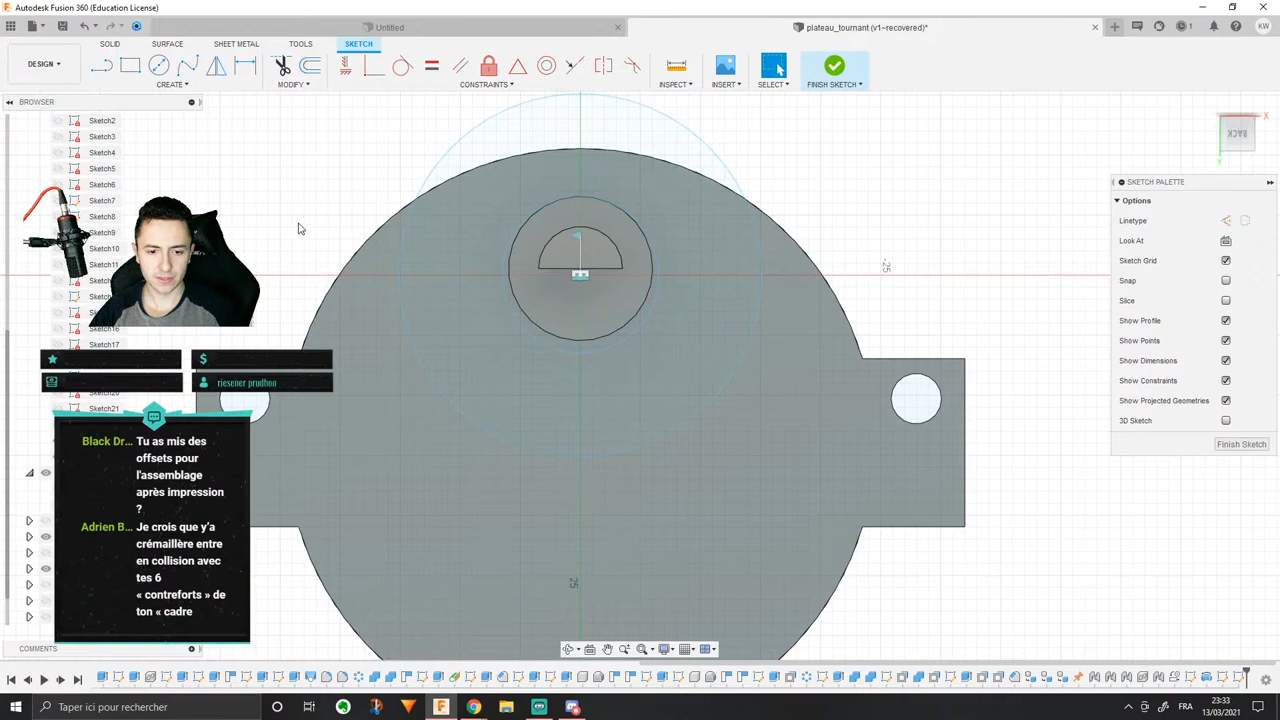 Autodesk Fusion 360 (Education License)
Untitled
plateau_tournant (v1~recovered)*
1
KW
SOLID
SURFACE
SHEET METAL
TOOLS
SKETCH
DESIGN
CREATE
MODIFY
CONSTRAINTS
INSPECT
INSERT
SELECT
FINISH SKETCH
BROWSER
Sketch2
Sketch3
Sketch4
Sketch5
Sketch6
Sketch7
Sketch8
Sketch9
Sketch10
Sketch11
Sketch16
Sketch17
Sketch21
BACK
X
Y
SKETCH PALETTE
Options
Linetype
Look At
Sketch Grid
Snap
Slice
Show Profile
Show Points
Show Dimensions
Show Constraints
Show Projected Geometries
3D Sketch
Finish Sketch
-25
25
$
riesener prudhon
Black Dr... Tu as mis des
offsets pour
l'assemblage
après impression
?
Adrien B... Je crois que y'a
crémaillère entre
en collision avec
tes 6
« contreforts » de
ton « cadre
COMMENTS
Taper ici pour rechercher
FRA
23:33
13/03/2021